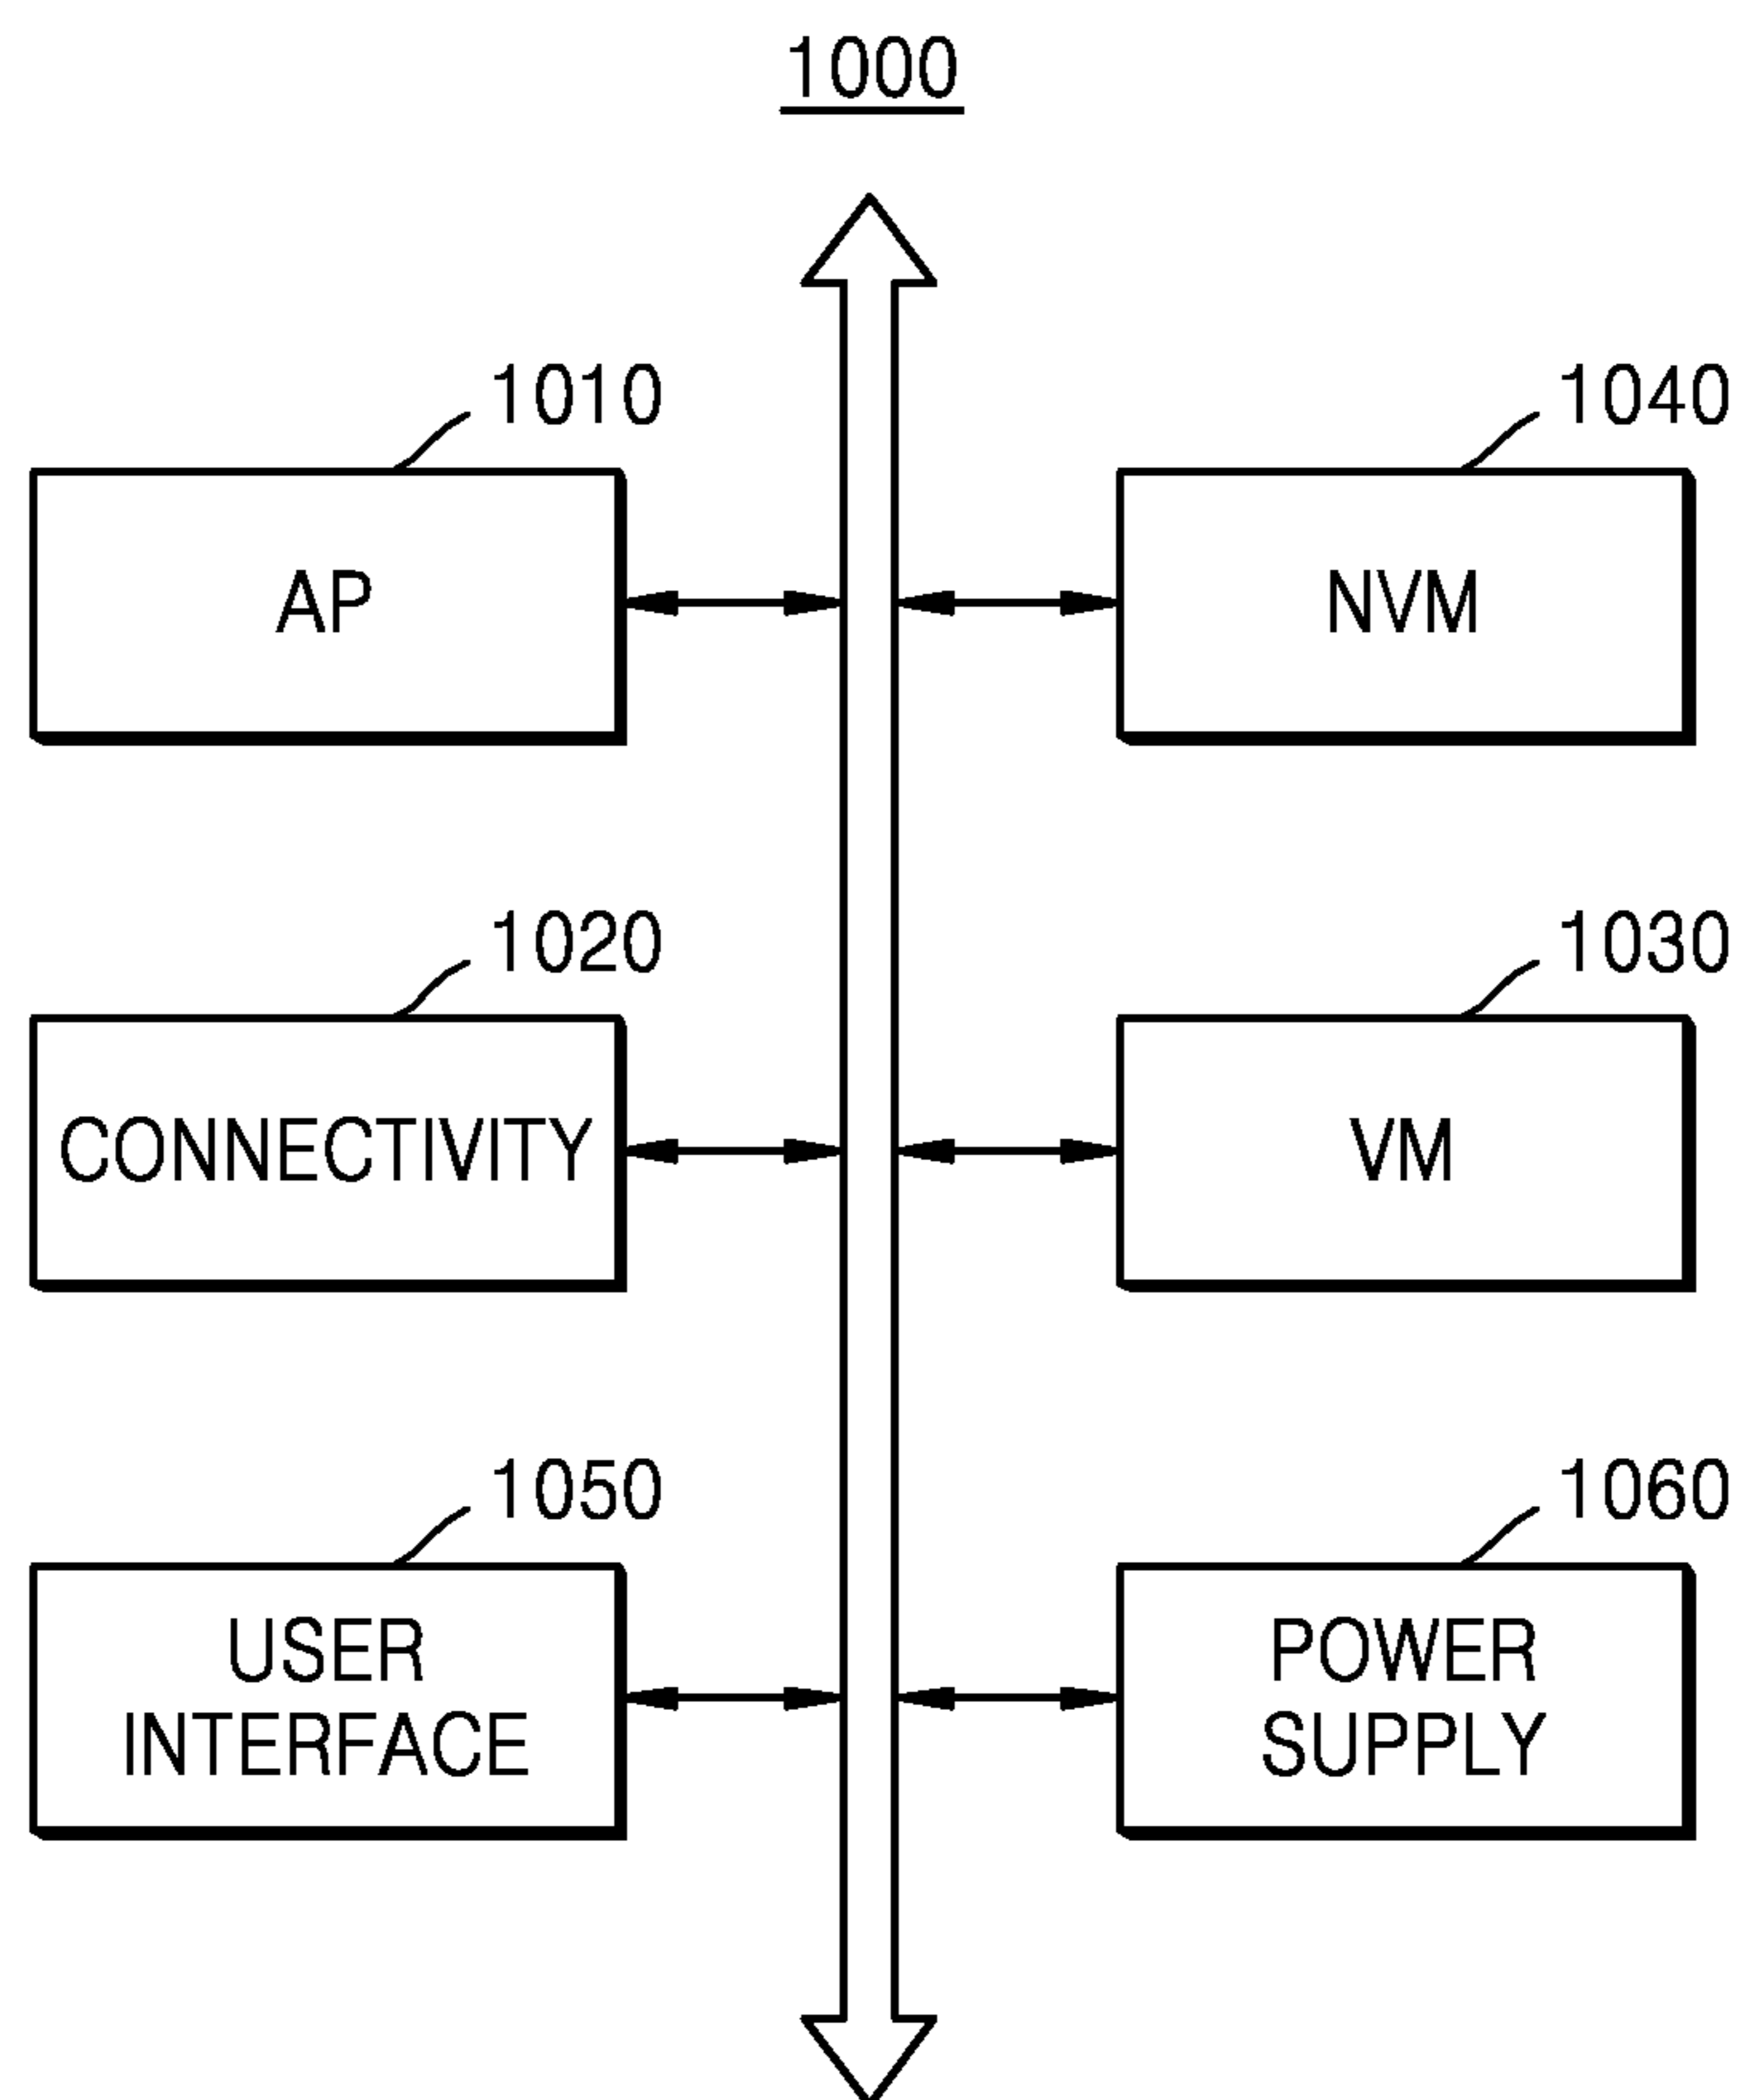 1000
1010
1040
AP
NVM
1020
1030
CONNECTIVITY
VM
1050
1060
USER
INTERFACE
POWER
SUPPLY